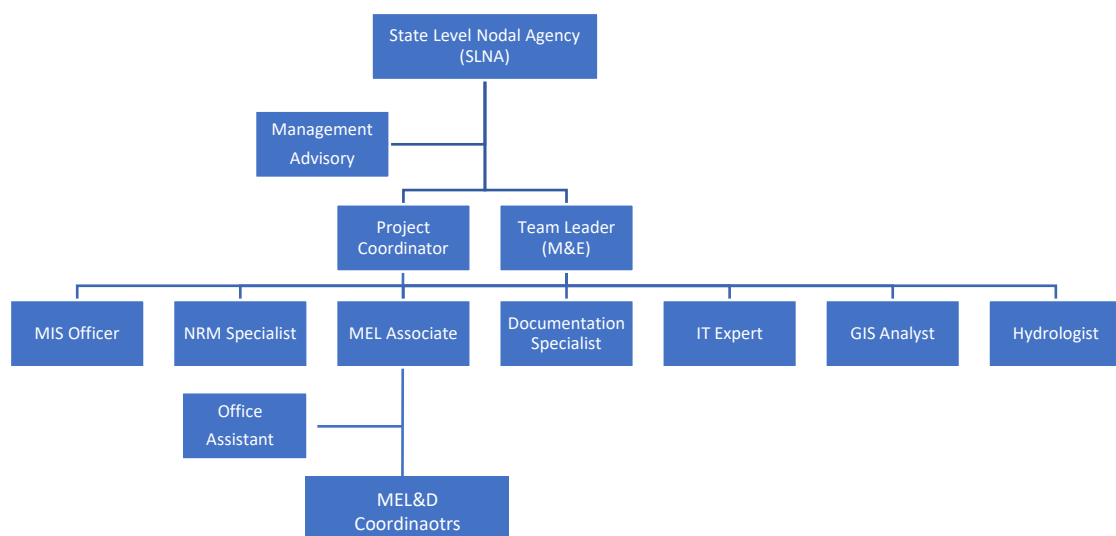 State Level Nodal Agency
(SLNA)
Management
Advisory
Project
Coordinator
Team Leader
(M&E)
MIS Officer
NRM Specialist
MEL Associate
Documentation
Specialist
IT Expert
GIS Analyst
Hydrologist
Office
Assistant
MEL&D
Coordinaotrs